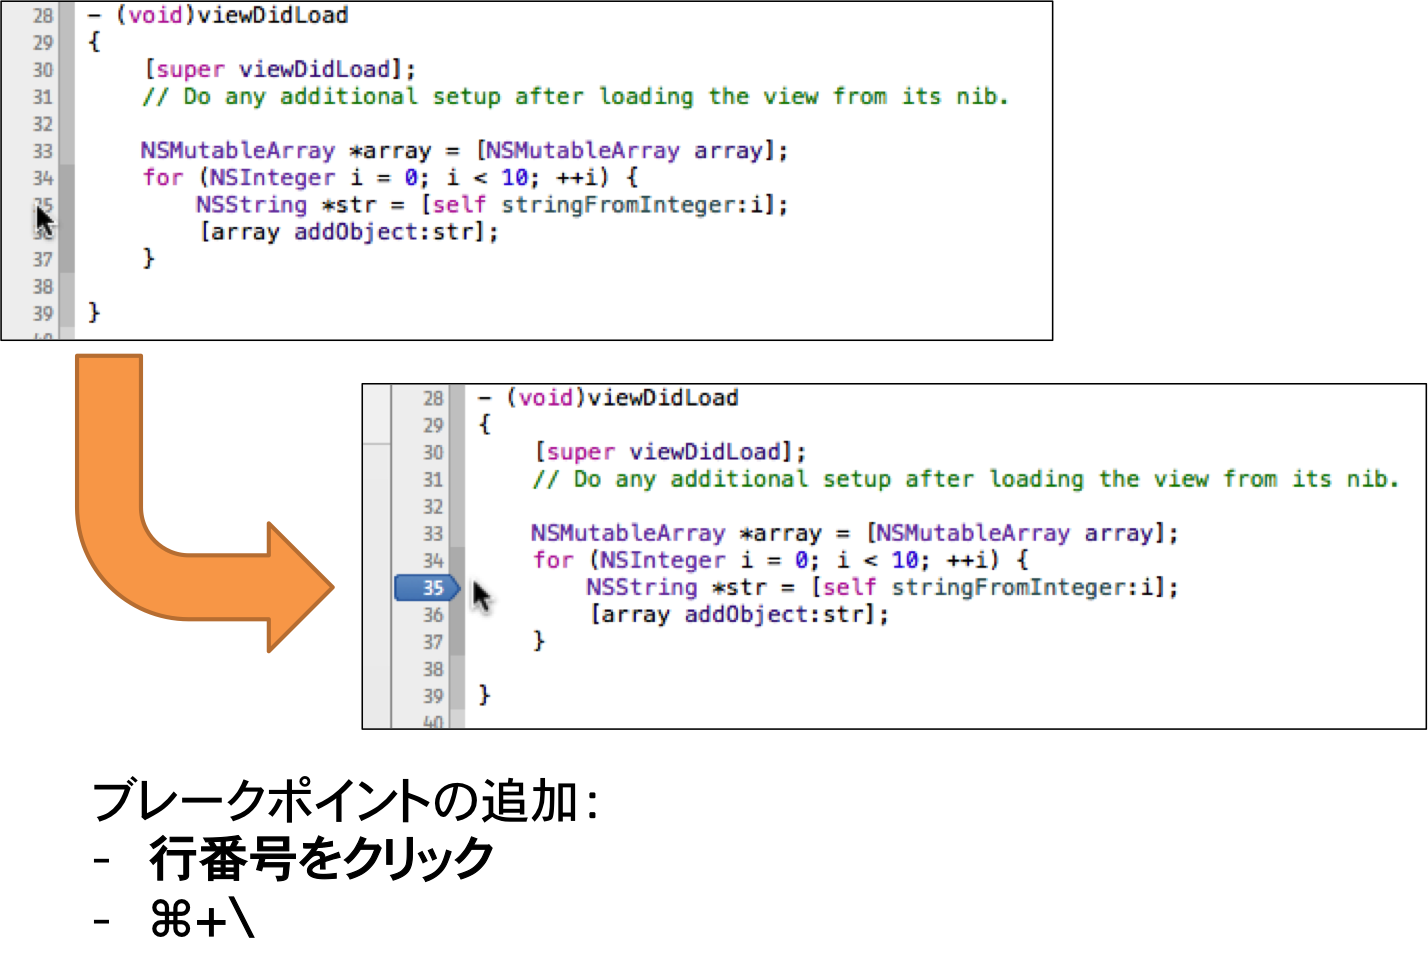 28 - (void)viewDidLoad
29 {
30     [super viewDidLoad];
31     // Do any additional setup after loading the view from its nib.
32
33     NSMutableArray *array = [NSMutableArray array];
34     for (NSInteger i = 0; i < 10; ++i) {
35         NSString *str = [self stringFromInteger:i];
36         [array addObject:str];
37     }
38
39 }
40
28 - (void)viewDidLoad
29 {
30     [super viewDidLoad];
31     // Do any additional setup after loading the view from its nib.
32
33     NSMutableArray *array = [NSMutableArray array];
34     for (NSInteger i = 0; i < 10; ++i) {
35         NSString *str = [self stringFromInteger:i];
36         [array addObject:str];
37     }
38
39 }
40
ブレークポイントの追加:
- 行番号をクリック
- ⌘+\